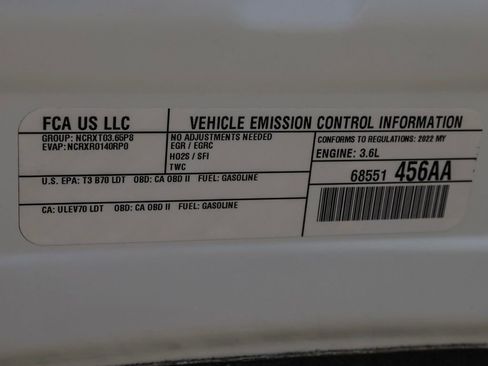 FCA US LLC
GROUP: NCRXT03.65P8
EVAP: NCRXR0140RP0
VEHICLE EMISSION CONTROL INFORMATION
NO ADJUSTMENTS NEEDED
EGR / EGRC
HO2S / SFI
TWC
CONFORMS TO REGULATIONS: 2022 MY
ENGINE: 3.6L
68551 456AA
U.S. EPA: T3 B70 LDT OBD: CA OBD II FUEL: GASOLINE
CA: ULEV70 LDT OBD: CA OBD II FUEL: GASOLINE